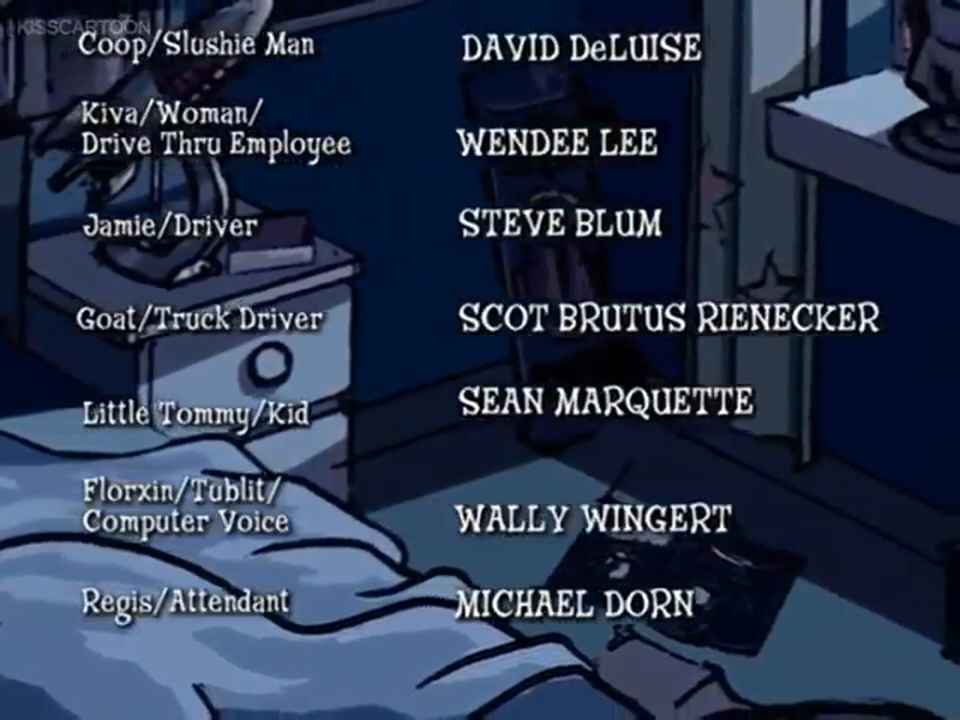 KISSCARTOON
Coop/Slushie Man DAVID DeLUISE
Kiva/Woman/
Drive Thru Employee WENDEE LEE
Jamie/Driver STEVE BLUM
Goat/Truck Driver SCOT BRUTUS RIENECKER
Little Tommy/Kid SEAN MARQUETTE
Florxin/Tublit/
Computer Voice WALLY WINGERT
Regis/Attendant MICHAEL DORN